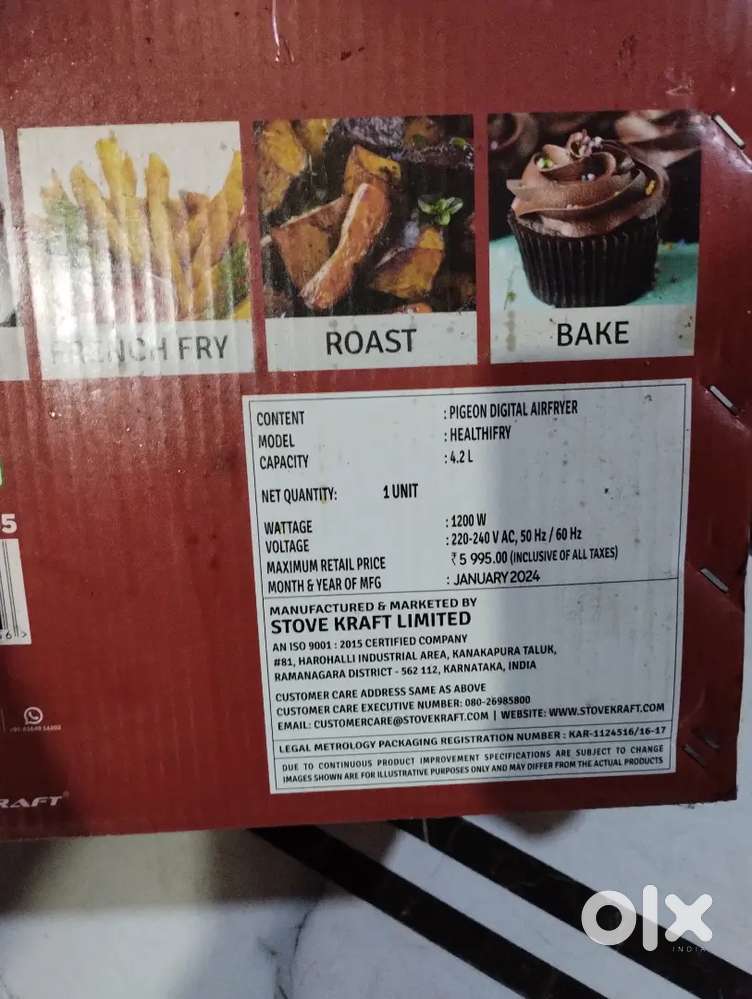 FRENCH FRY
ROAST
BAKE
CONTENT : PIGEON DIGITAL AIRFRYER
MODEL : HEALTHIFRY
CAPACITY : 4.2 L
NET QUANTITY: 1 UNIT
WATTAGE : 1200 W
VOLTAGE : 220-240 V AC, 50 Hz / 60 Hz
MAXIMUM RETAIL PRICE ₹ 5 995.00 (INCLUSIVE OF ALL TAXES)
MONTH & YEAR OF MFG : JANUARY 2024
MANUFACTURED & MARKETED BY
STOVE KRAFT LIMITED
AN ISO 9001 : 2015 CERTIFIED COMPANY
#81, HAROHALLI INDUSTRIAL AREA, KANAKAPURA TALUK,
RAMANAGARA DISTRICT - 562 112, KARNATAKA, INDIA
CUSTOMER CARE ADDRESS SAME AS ABOVE
CUSTOMER CARE EXECUTIVE NUMBER: 080-26985800
EMAIL: CUSTOMERCARE@STOVEKRAFT.COM | WEBSITE: WWW.STOVEKRAFT.COM
LEGAL METROLOGY PACKAGING REGISTRATION NUMBER : KAR-1124516/16-17
DUE TO CONTINUOUS PRODUCT IMPROVEMENT SPECIFICATIONS ARE SUBJECT TO CHANGE
IMAGES SHOWN ARE FOR ILLUSTRATIVE PURPOSES ONLY AND MAY DIFFER FROM THE ACTUAL PRODUCTS
5
RAFT
olx
INDIA